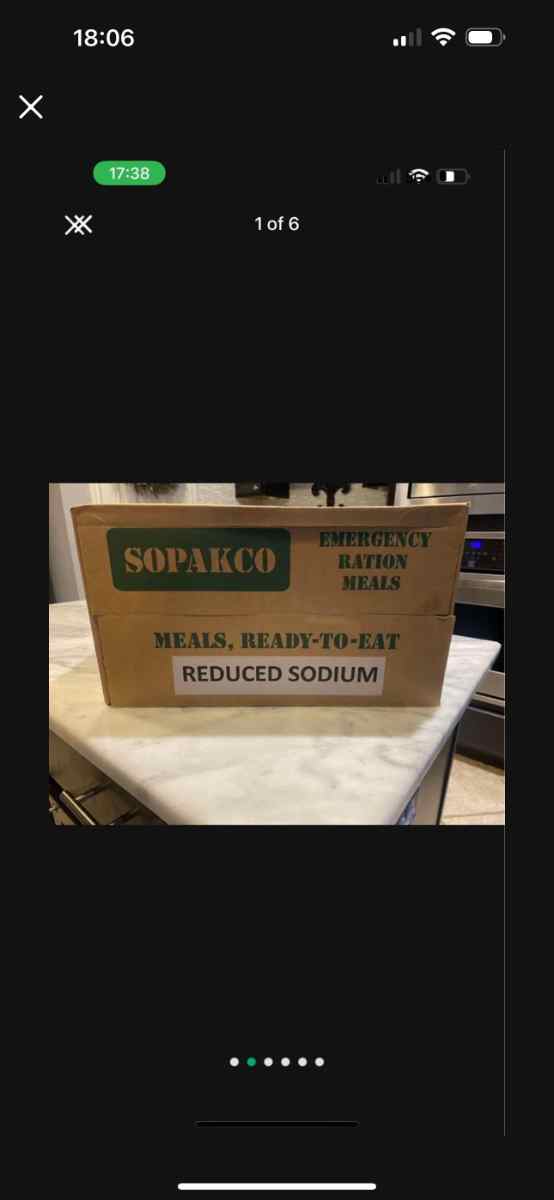 18:06
17:38
1 of 6
SOPAKCO
EMERGENCY
RATION
MEALS
MEALS, READY-TO-EAT
REDUCED SODIUM